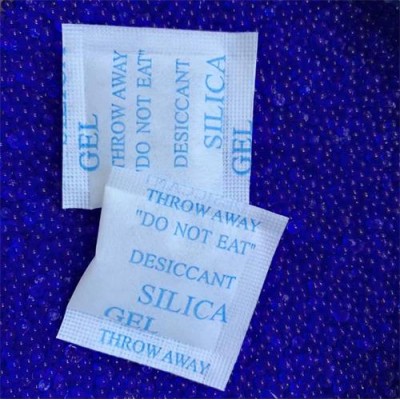 SILICA
GEL
THROW AWAY
"DO NOT EAT"
DESICCANT
SILICA
GEL
THROW AWAY
"DO NOT EAT"
DESICCANT
SILICA
GEL
THROW AWAY